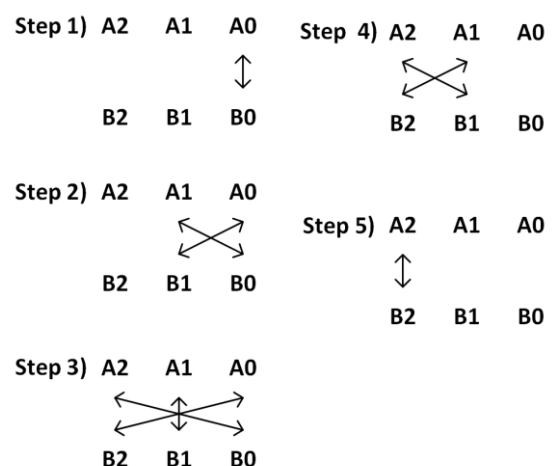 Step 1) A2 A1 A0
B2 B1 B0
Step 2) A2 A1 A0
B2 B1 B0
Step 3) A2 A1 A0
B2 B1 B0
Step 4) A2 A1 A0
B2 B1 B0
Step 5) A2 A1 A0
B2 B1 B0